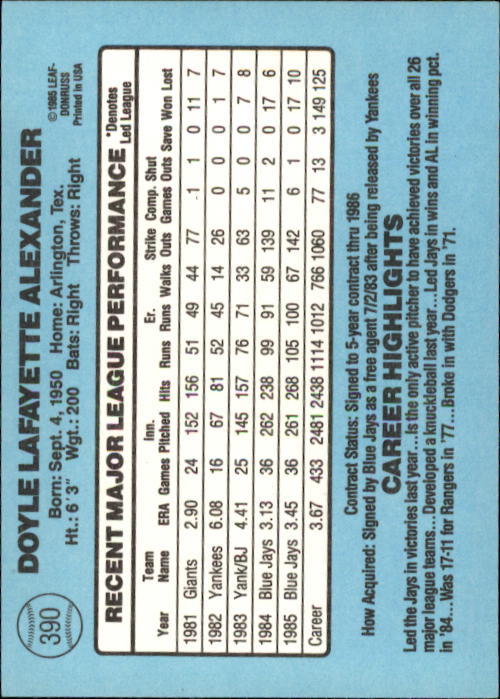 390
DOYLE LAFAYETTE ALEXANDER
Born: Sept. 4, 1950 Home: Arlington, Tex.
Ht.: 6'3" Wgt.: 200 Bats: Right Throws: Right
©1985 LEAF-
DONRUSS
Printed in USA
RECENT MAJOR LEAGUE PERFORMANCE
*Denotes
Led League
Team Inn. Er. Strike Comp. Shut
Year Name ERA Games Pitched Hits Runs Runs Walks Outs Games Outs Save Won Lost
1981 Giants 2.90 24 152 156 51 49 44 77 1 1 0 11 7
1982 Yankees 6.08 16 67 81 52 45 14 26 0 0 0 1 7
1983 Yank/BJ 4.41 25 145 157 76 71 33 63 5 0 0 7 8
1984 Blue Jays 3.13 36 262 238 99 91 59 139 11 2 0 17 6
1985 Blue Jays 3.45 36 261 268 105 100 67 142 6 1 0 17 10
Career 3.67 433 2481 2438 1114 1012 766 1060 77 13 3 149 125
Contract Status: Signed to 5-year contract thru 1986
How Acquired: Signed by Blue Jays as a free agent 7/2/83 after being released by Yankees
CAREER HIGHLIGHTS
Led the Jays in victories last year...Is the only active pitcher to have achieved victories over all 26
major league teams...Developed a knuckleball last year...Led Jays in wins and AL in winning pct.
in '84...Was 17-11 for Rangers in '77...Broke in with Dodgers in '71.